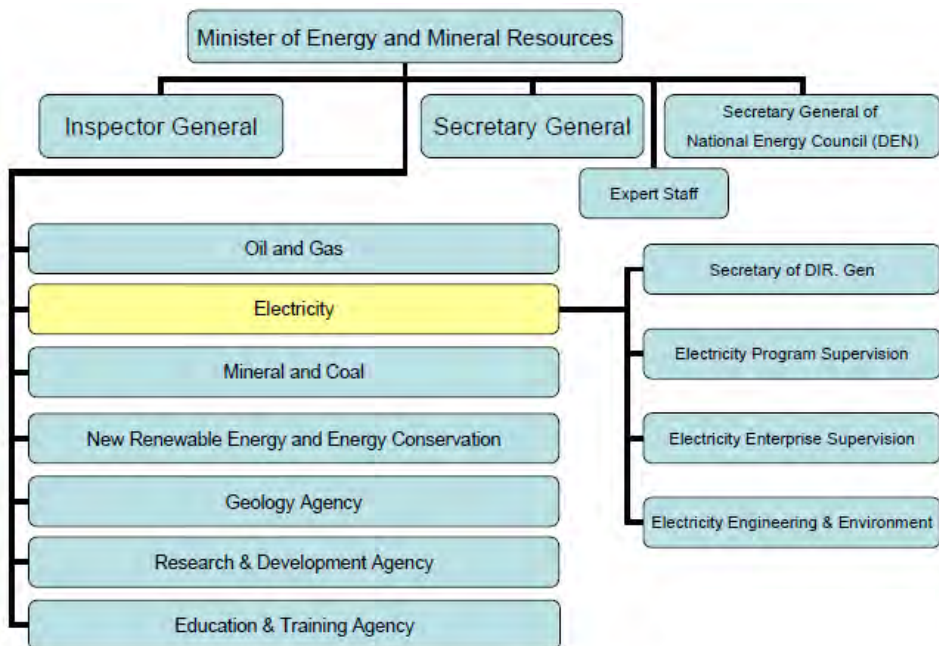 Minister of Energy and Mineral Resources
Inspector General
Secretary General
Secretary General of
National Energy Council (DEN)
Expert Staff
Oil and Gas
Electricity
Mineral and Coal
New Renewable Energy and Energy Conservation
Geology Agency
Research & Development Agency
Education & Training Agency
Secretary of DIR. Gen
Electricity Program Supervision
Electricity Enterprise Supervision
Electricity Engineering & Environment